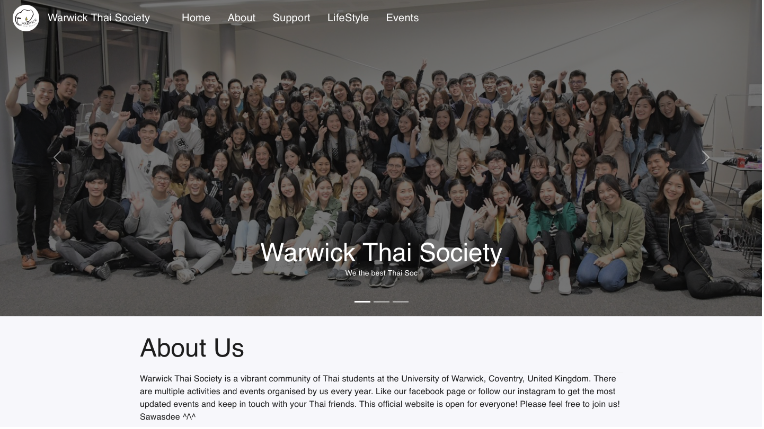 Warwick Thai Society Home About Support LifeStyle Events
Warwick Thai Society
We the best Thai Soc
About Us
Warwick Thai Society is a vibrant community of Thai students at the University of Warwick, Coventry, United Kingdom. There
are multiple activities and events organised by us every year. Like our facebook page or follow our instagram to get the most
updated events and keep in touch with your Thai friends. This official website is open for everyone! Please feel free to join us!
Sawasdee ^/\^